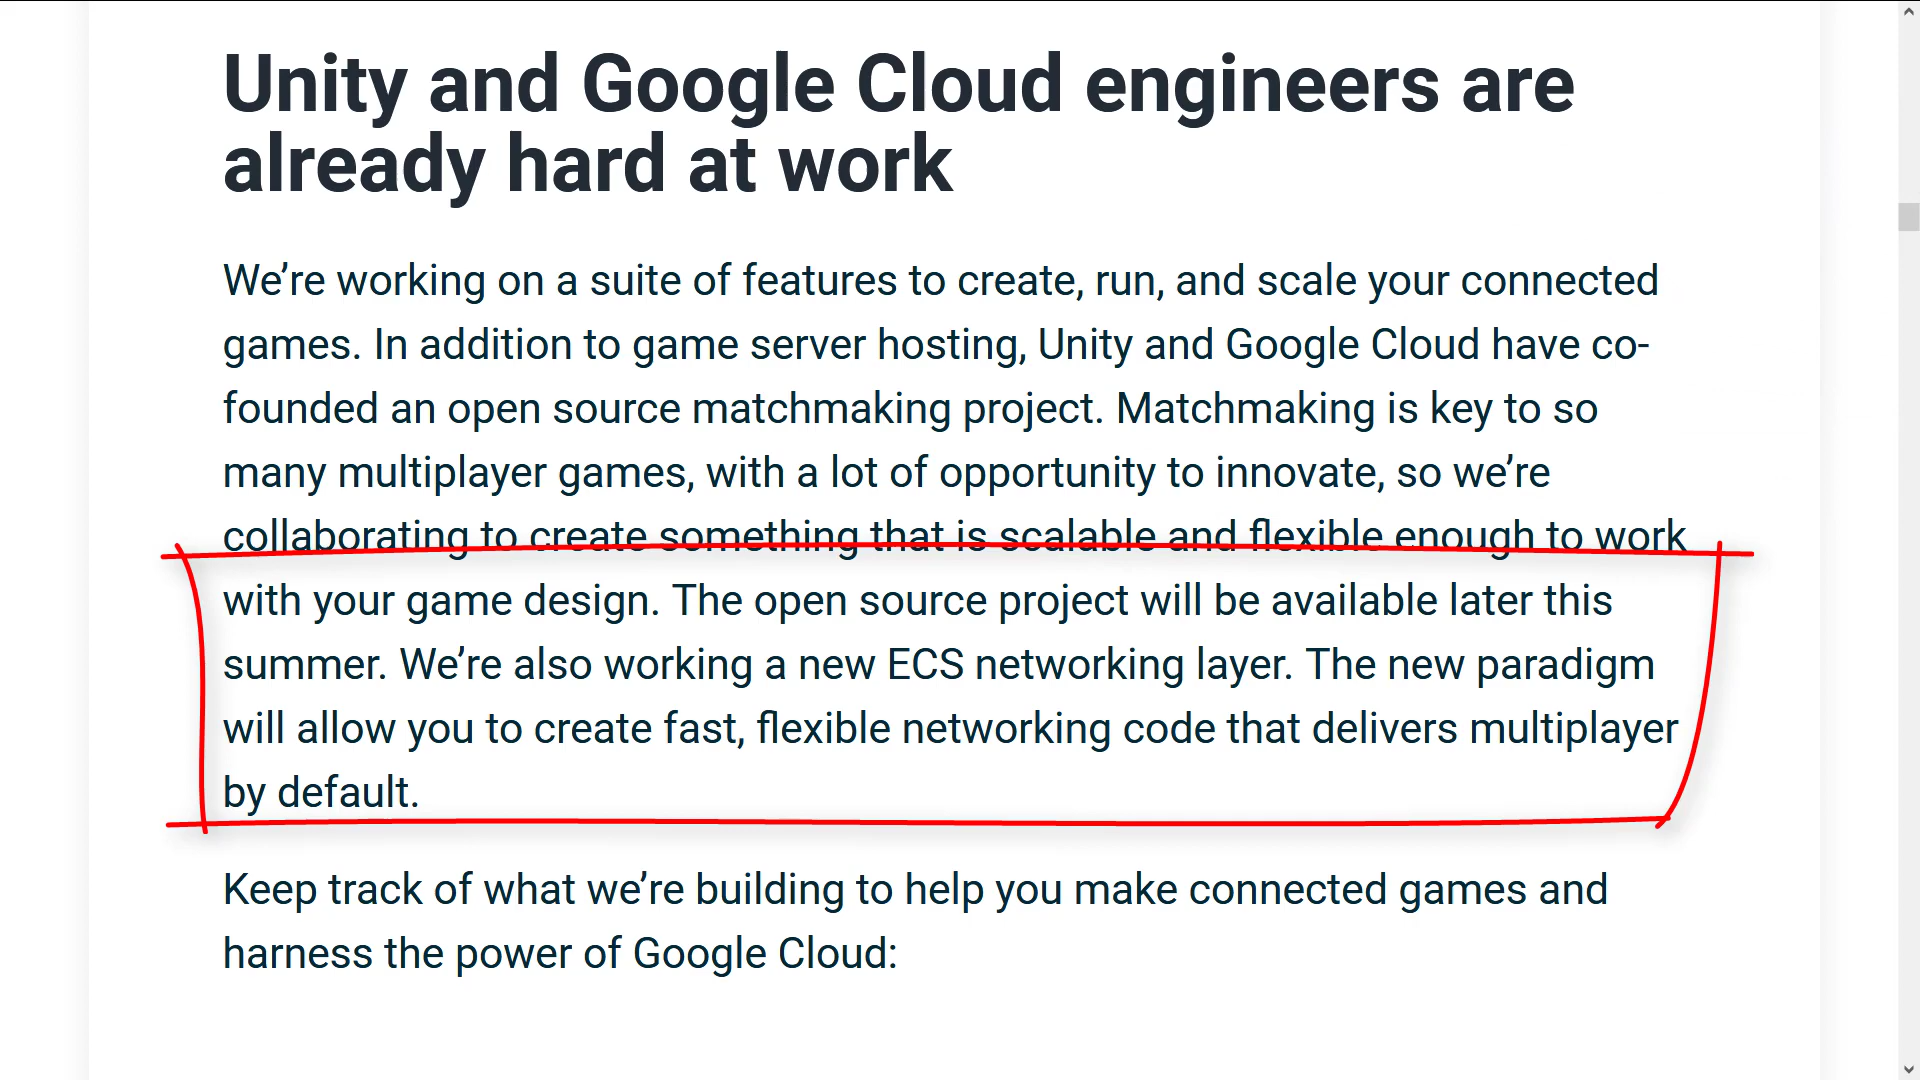 Unity and Google Cloud engineers are
already hard at work
We’re working on a suite of features to create, run, and scale your connected
games. In addition to game server hosting, Unity and Google Cloud have co-
founded an open source matchmaking project. Matchmaking is key to so
many multiplayer games, with a lot of opportunity to innovate, so we’re
collaborating to create something that is scalable and flexible enough to work
with your game design. The open source project will be available later this
summer. We’re also working a new ECS networking layer. The new paradigm
will allow you to create fast, flexible networking code that delivers multiplayer
by default.
Keep track of what we’re building to help you make connected games and
harness the power of Google Cloud: